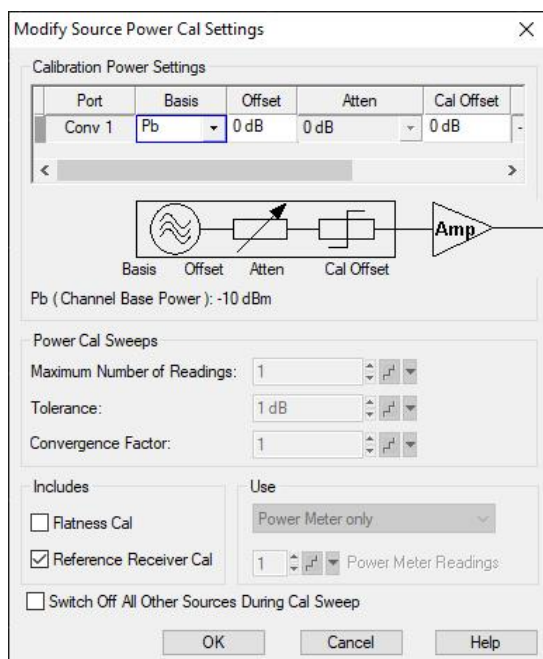 Modify Source Power Cal Settings
Calibration Power Settings
Port Basis Offset Atten Cal Offset
Conv 1 Pb 0 dB 0 dB 0 dB -
Amp
Basis Offset Atten Cal Offset
Pb ( Channel Base Power ): -10 dBm
Power Cal Sweeps
Maximum Number of Readings: 1
Tolerance: 1 dB
Convergence Factor: 1
Includes Use
Flatness Cal Power Meter only
Reference Receiver Cal 1 Power Meter Readings
Switch Off All Other Sources During Cal Sweep
OK Cancel Help